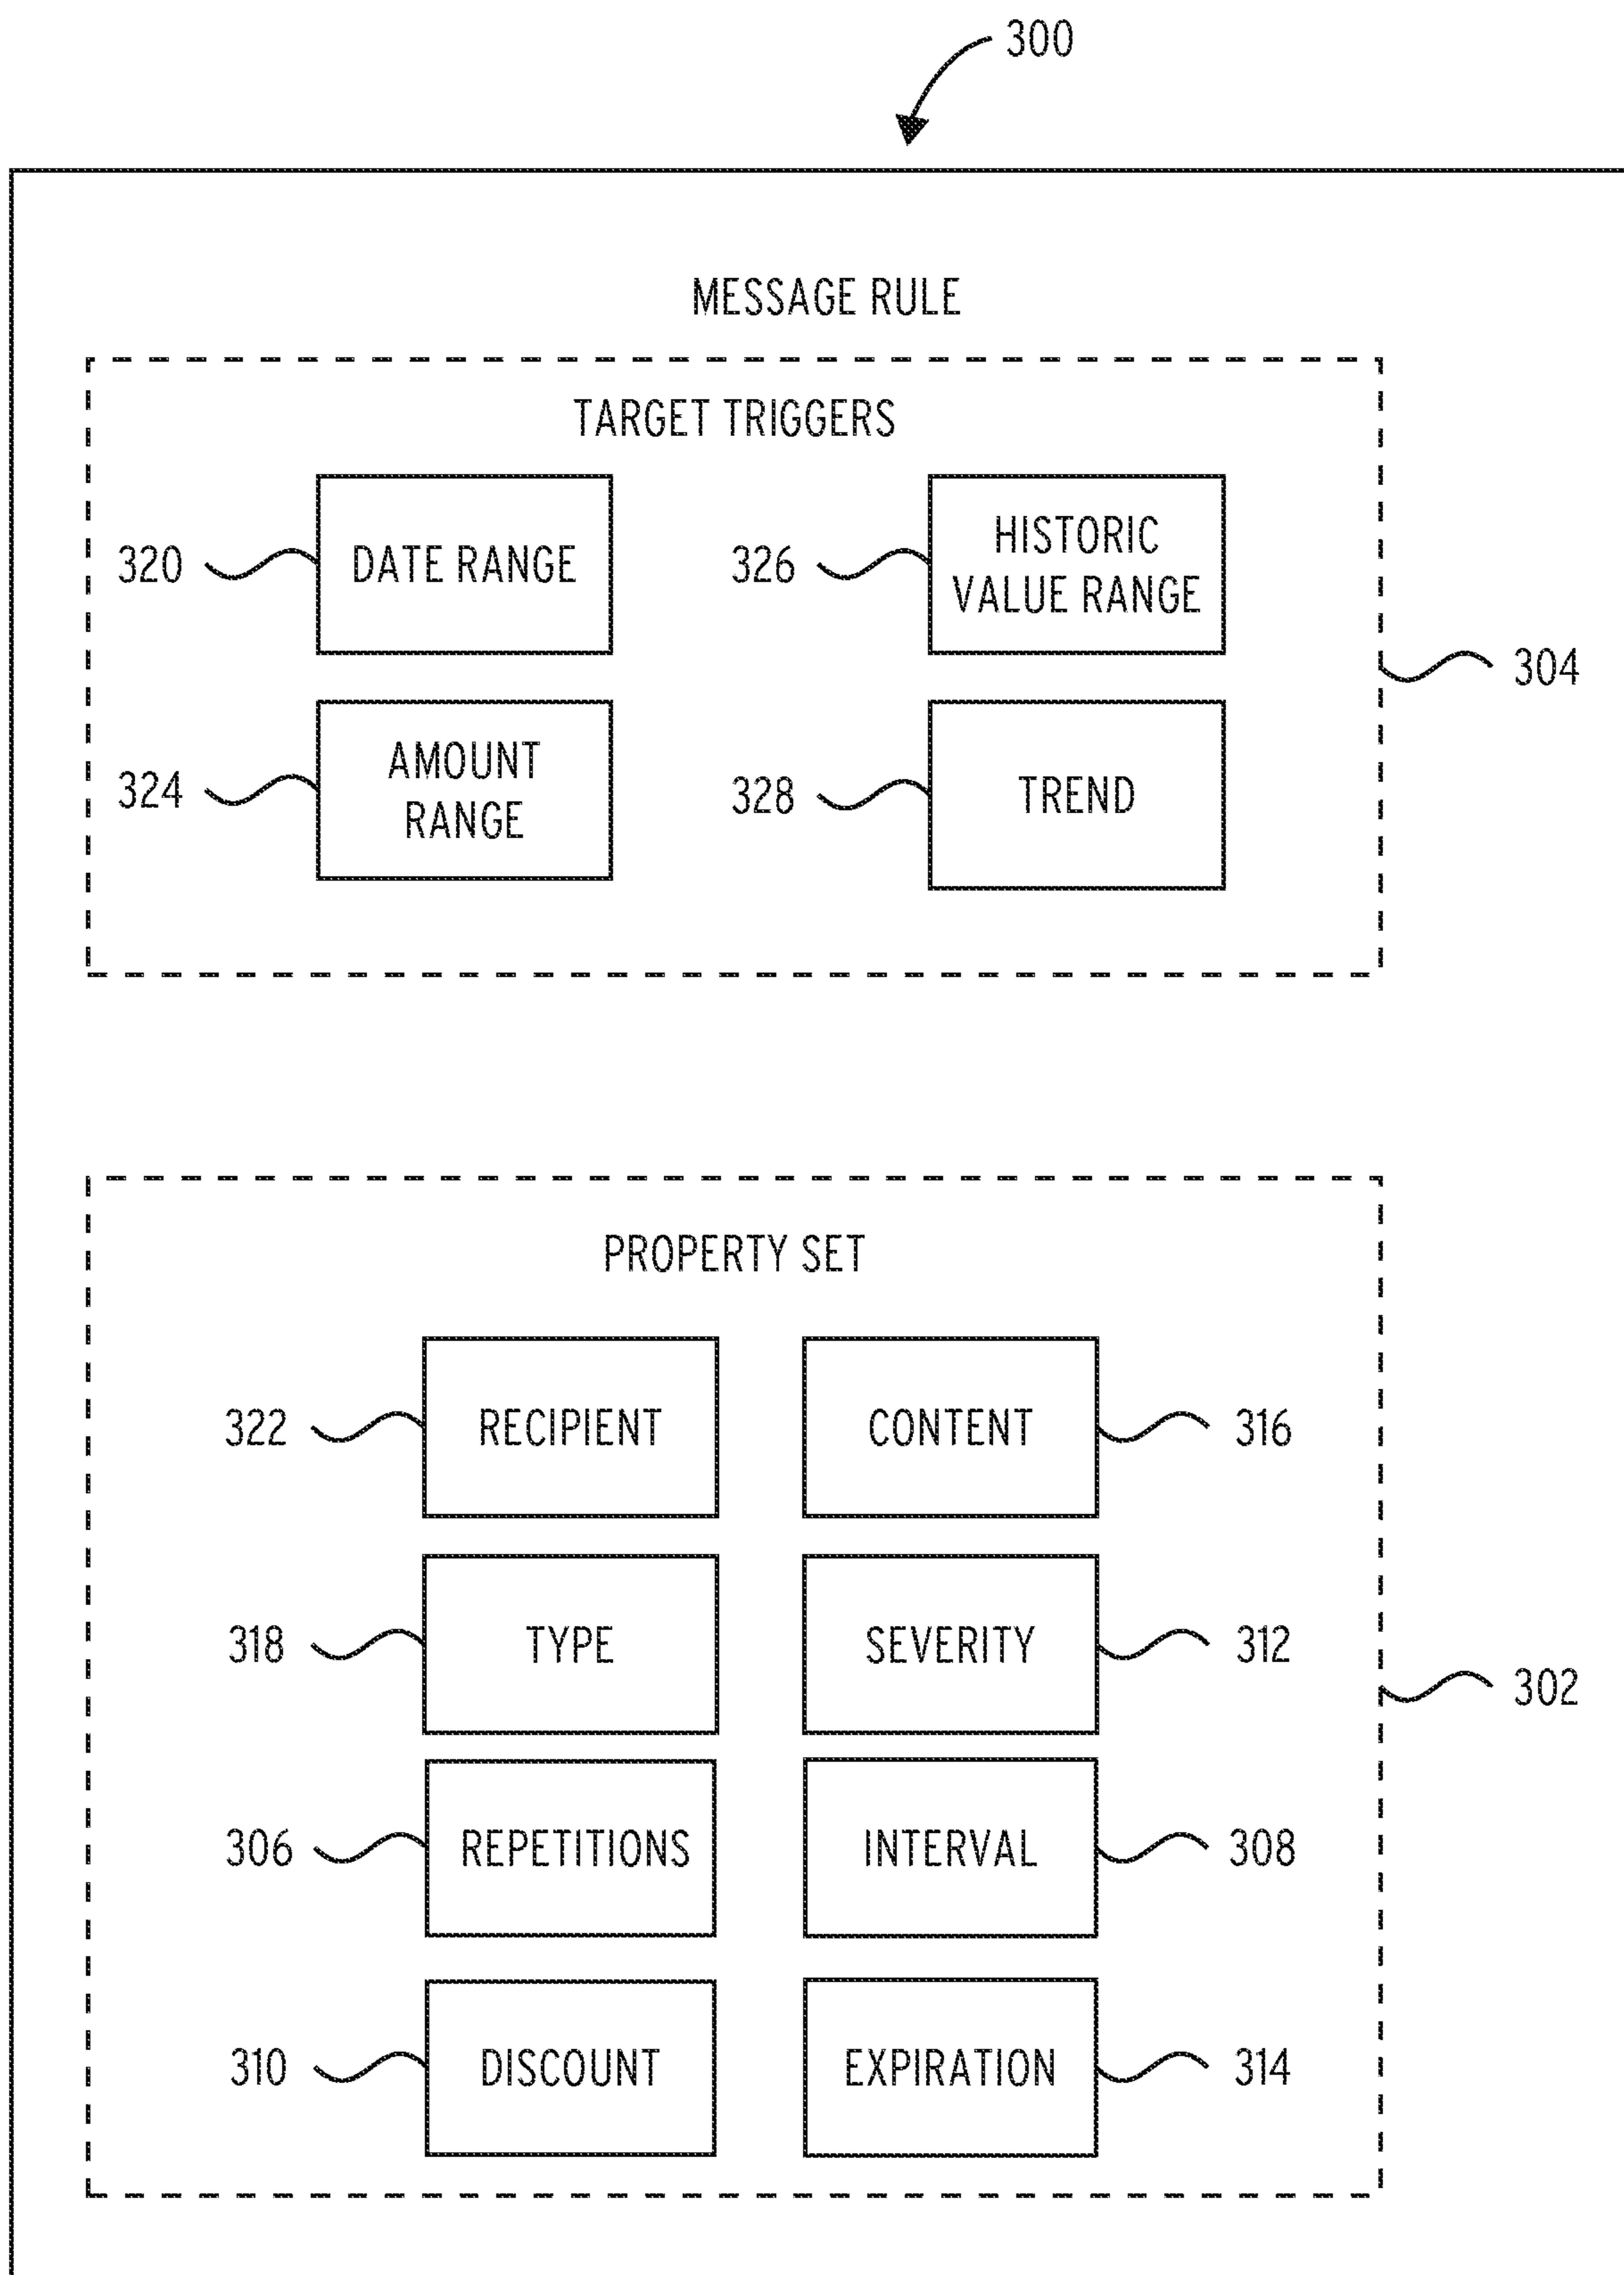 300
MESSAGE RULE
TARGET TRIGGERS
320
DATE RANGE
326
HISTORIC
VALUE RANGE
304
324
AMOUNT
RANGE
328
TREND
PROPERTY SET
322
RECIPIENT
CONTENT
316
318
TYPE
SEVERITY
312
302
306
REPETITIONS
INTERVAL
308
310
DISCOUNT
EXPIRATION
314